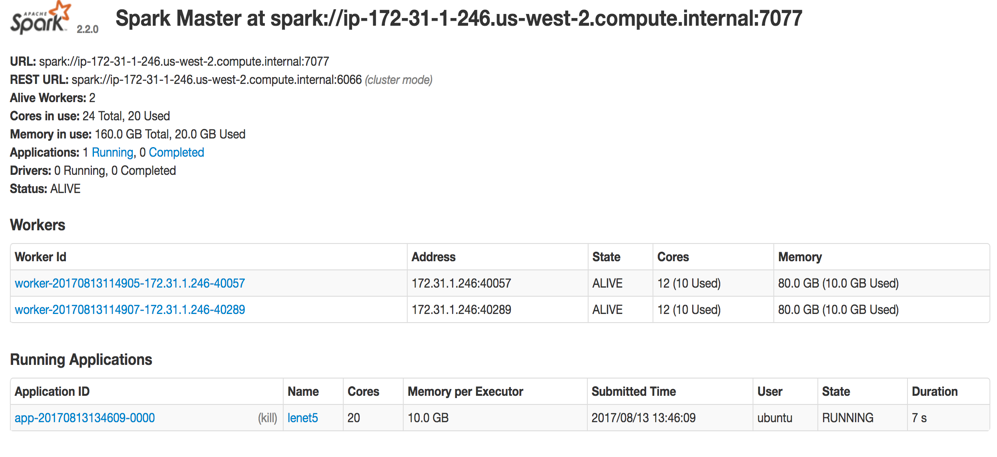 APACHE
Spark 2.2.0 Spark Master at spark://ip-172-31-1-246.us-west-2.compute.internal:7077
URL: spark://ip-172-31-1-246.us-west-2.compute.internal:7077
REST URL: spark://ip-172-31-1-246.us-west-2.compute.internal:6066 (cluster mode)
Alive Workers: 2
Cores in use: 24 Total, 20 Used
Memory in use: 160.0 GB Total, 20.0 GB Used
Applications: 1 Running, 0 Completed
Drivers: 0 Running, 0 Completed
Status: ALIVE
Workers
Worker Id Address State Cores Memory
worker-20170813114905-172.31.1.246-40057 172.31.1.246:40057 ALIVE 12 (10 Used) 80.0 GB (10.0 GB Used)
worker-20170813114907-172.31.1.246-40289 172.31.1.246:40289 ALIVE 12 (10 Used) 80.0 GB (10.0 GB Used)
Running Applications
Application ID Name Cores Memory per Executor Submitted Time User State Duration
app-20170813134609-0000 (kill) lenet5 20 10.0 GB 2017/08/13 13:46:09 ubuntu RUNNING 7 s